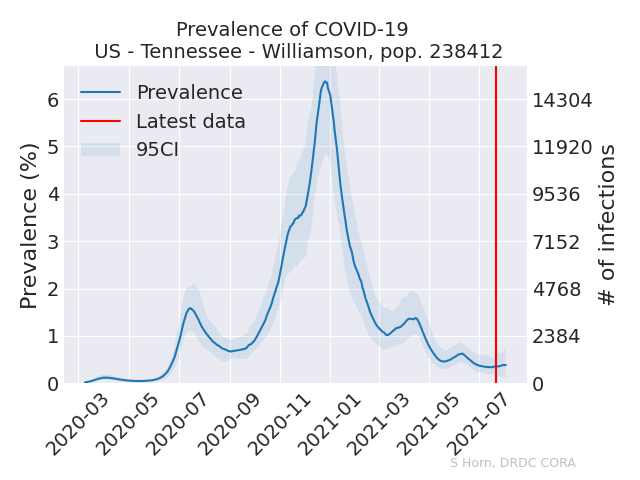 Prevalence of COVID-19
US - Tennessee - Williamson, pop. 238412
Prevalence
Latest data
95CI
Prevalence (%)
6
5
4
3
2
1
0
14304
11920
9536
7152
4768
2384
0
# of infections
2020-03
2020-05
2020-07
2020-09
2020-11
2021-01
2021-03
2021-05
2021-07
S Horn, DRDC CORA